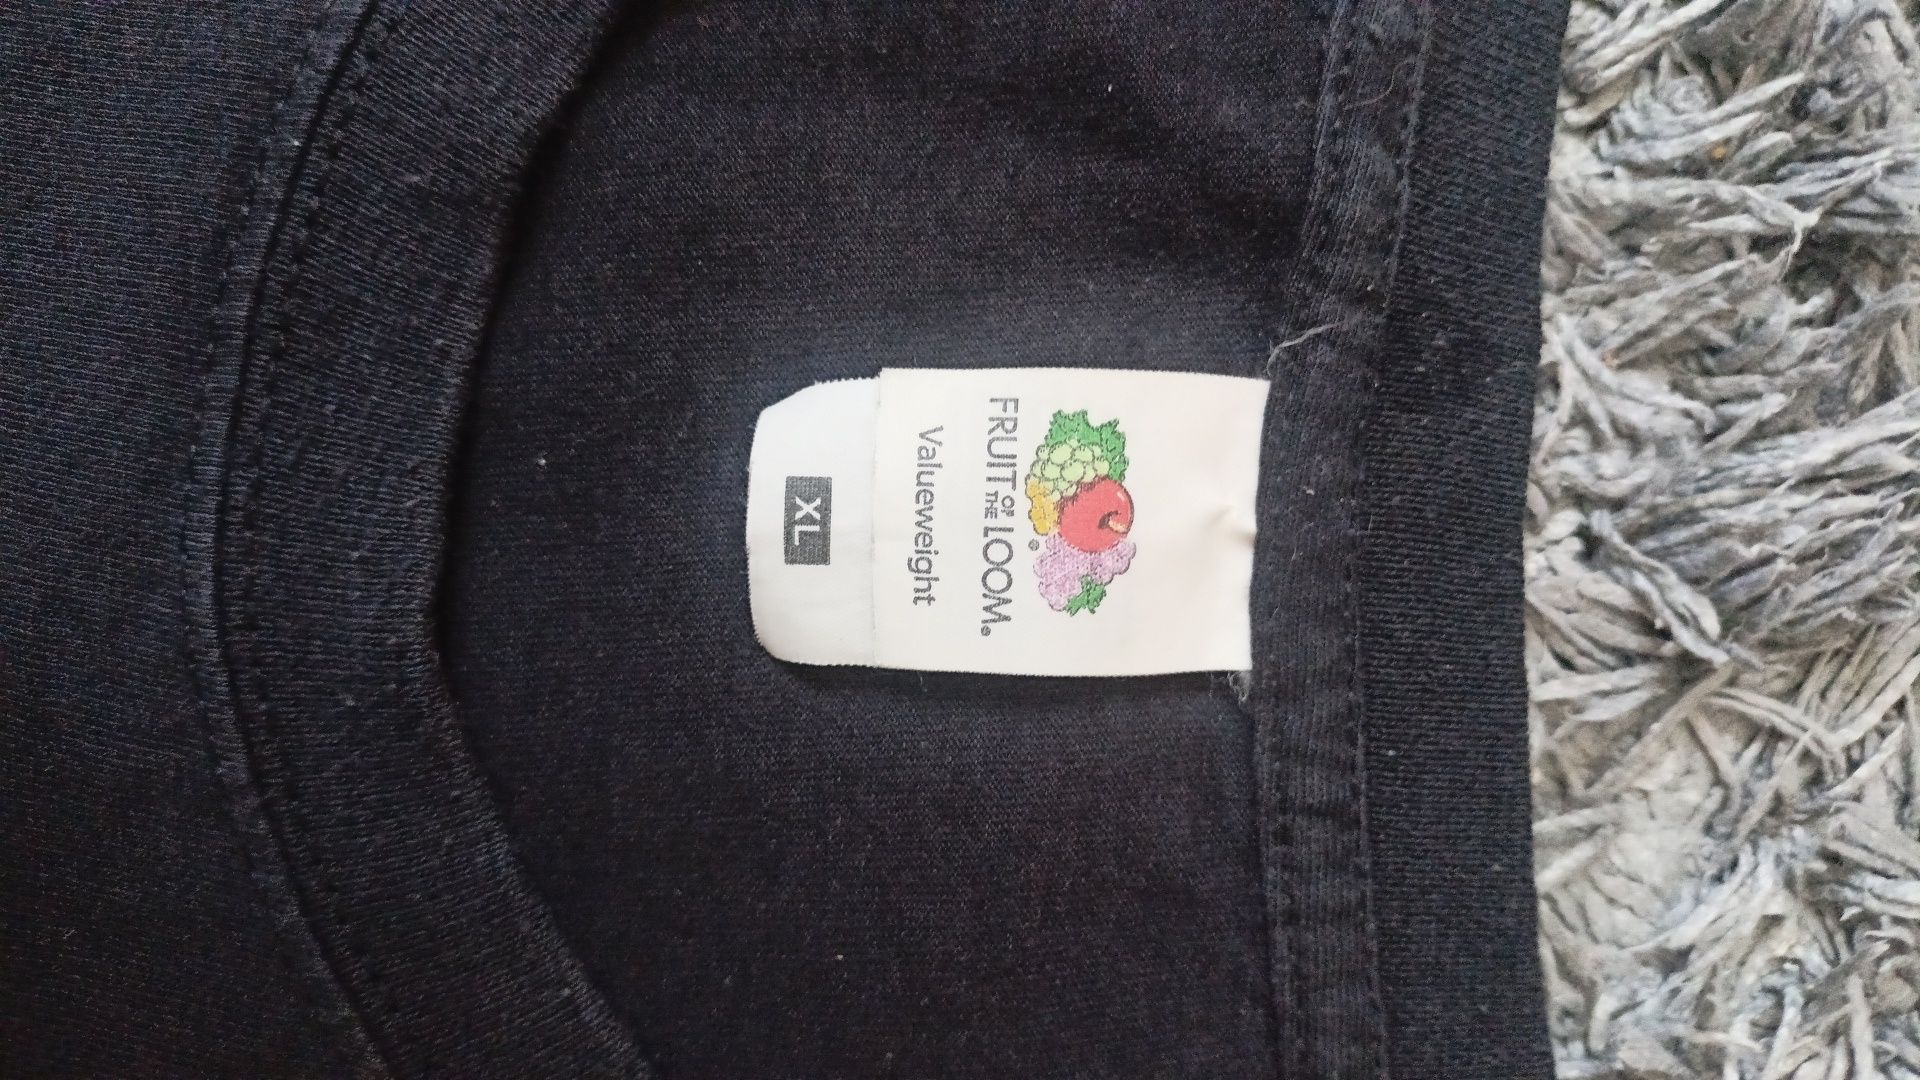 FRUIT OF THE LOOM®
Valueweight
XL